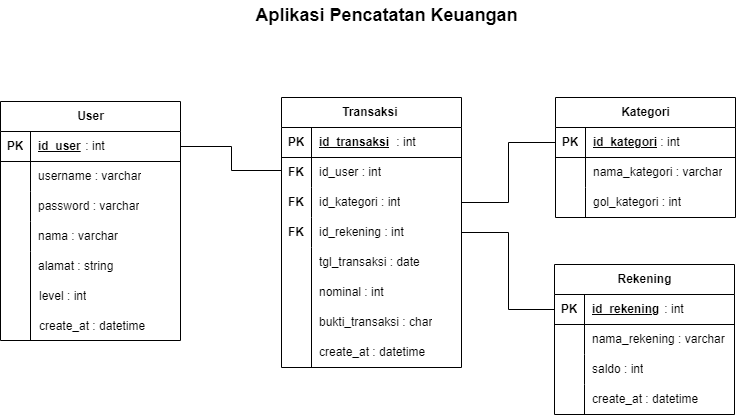 Aplikasi Pencatatan Keuangan
User
PK id_user : int
username : varchar
password : varchar
nama : varchar
alamat : string
level : int
create_at : datetime
Transaksi
PK id_transaksi : int
FK id_user : int
FK id_kategori : int
FK id_rekening : int
tgl_transaksi : date
nominal : int
bukti_transaksi : char
create_at : datetime
Kategori
PK id_kategori : int
nama_kategori : varchar
gol_kategori : int
Rekening
PK id_rekening : int
nama_rekening : varchar
saldo : int
create_at : datetime